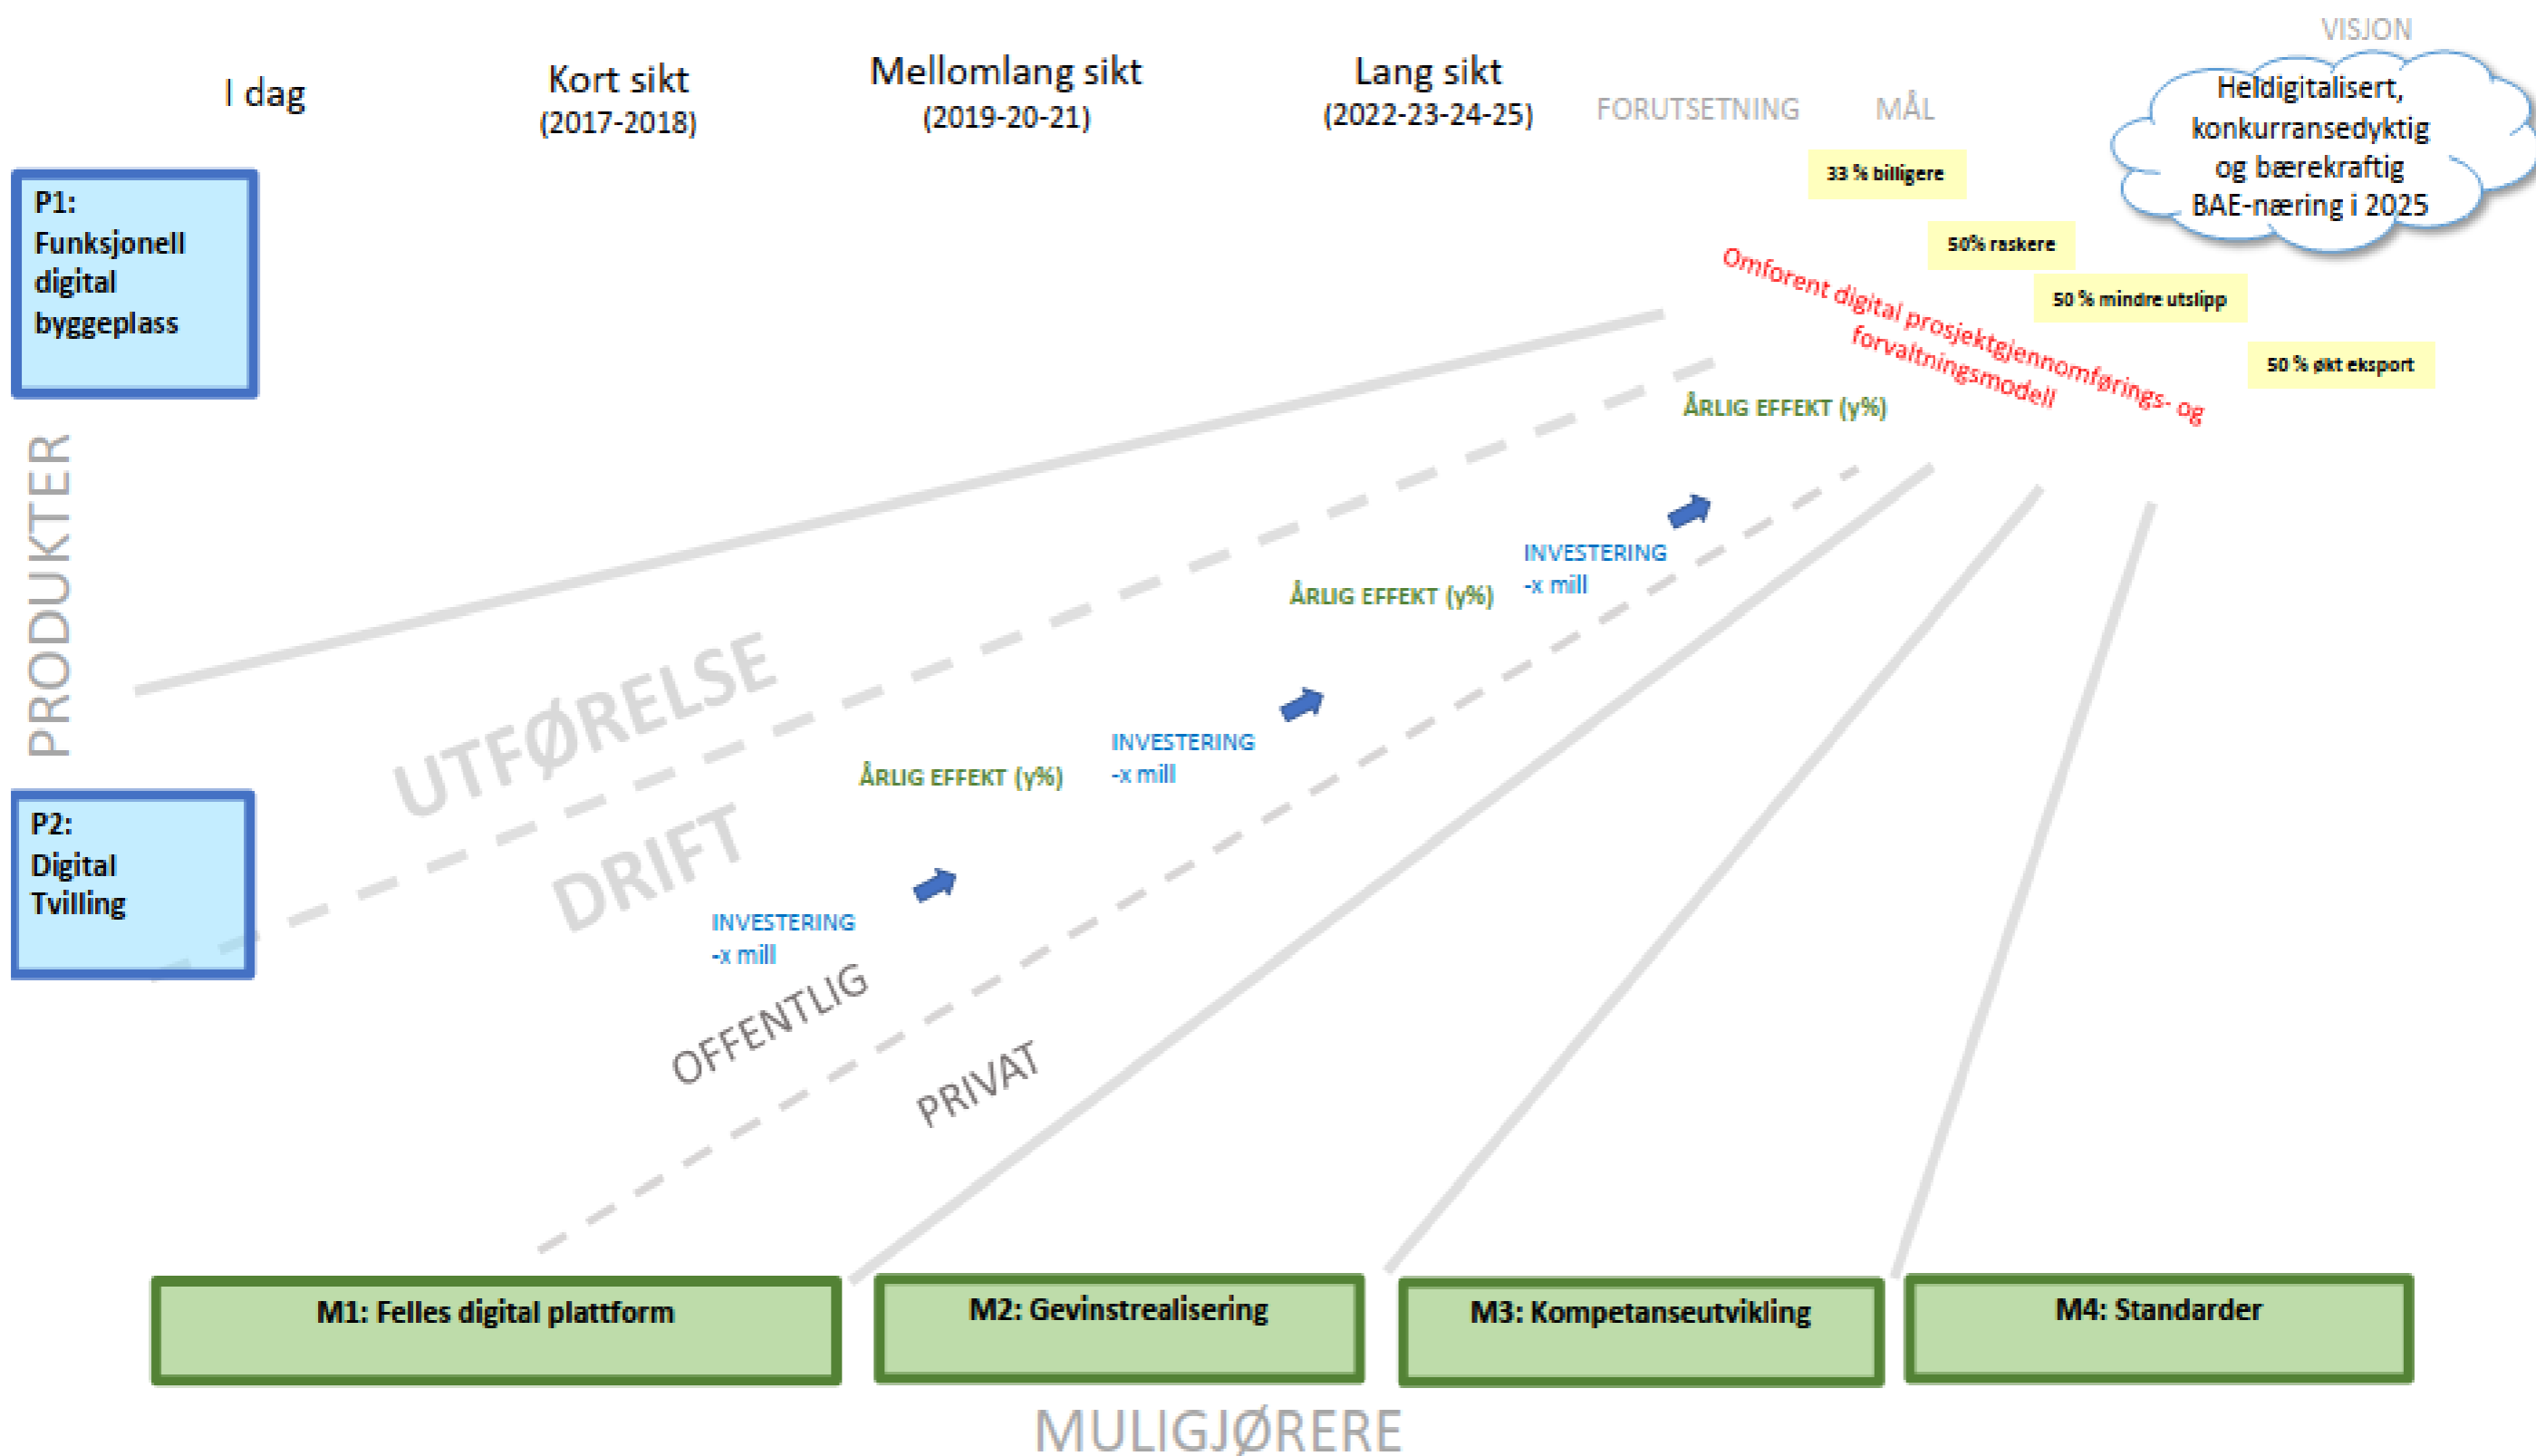 VISJON
Heldigitalisert,
konkurransedyktig
og bærekraftig
BAE-næring i 2025
I dag
Kort sikt
(2017-2018)
Mellomlang sikt
(2019-20-21)
Lang sikt
(2022-23-24-25)
FORUTSETNING
MÅL
33 % billigere
50% raskere
50 % mindre utslipp
50 % økt eksport
Omforent digital prosjektgjennomførings- og
forvaltningsmodell
P1:
Funksjonell
digital
byggeplass
PRODUKTER
P2:
Digital
Tvilling
UTFØRELSE
DRIFT
ÅRLIG EFFEKT (y%)
INVESTERING
-x mill
ÅRLIG EFFEKT (y%)
INVESTERING
-x mill
ÅRLIG EFFEKT (y%)
INVESTERING
-x mill
OFFENTLIG
PRIVAT
M1: Felles digital plattform
M2: Gevinstrealisering
M3: Kompetanseutvikling
M4: Standarder
MULIGJØRERE